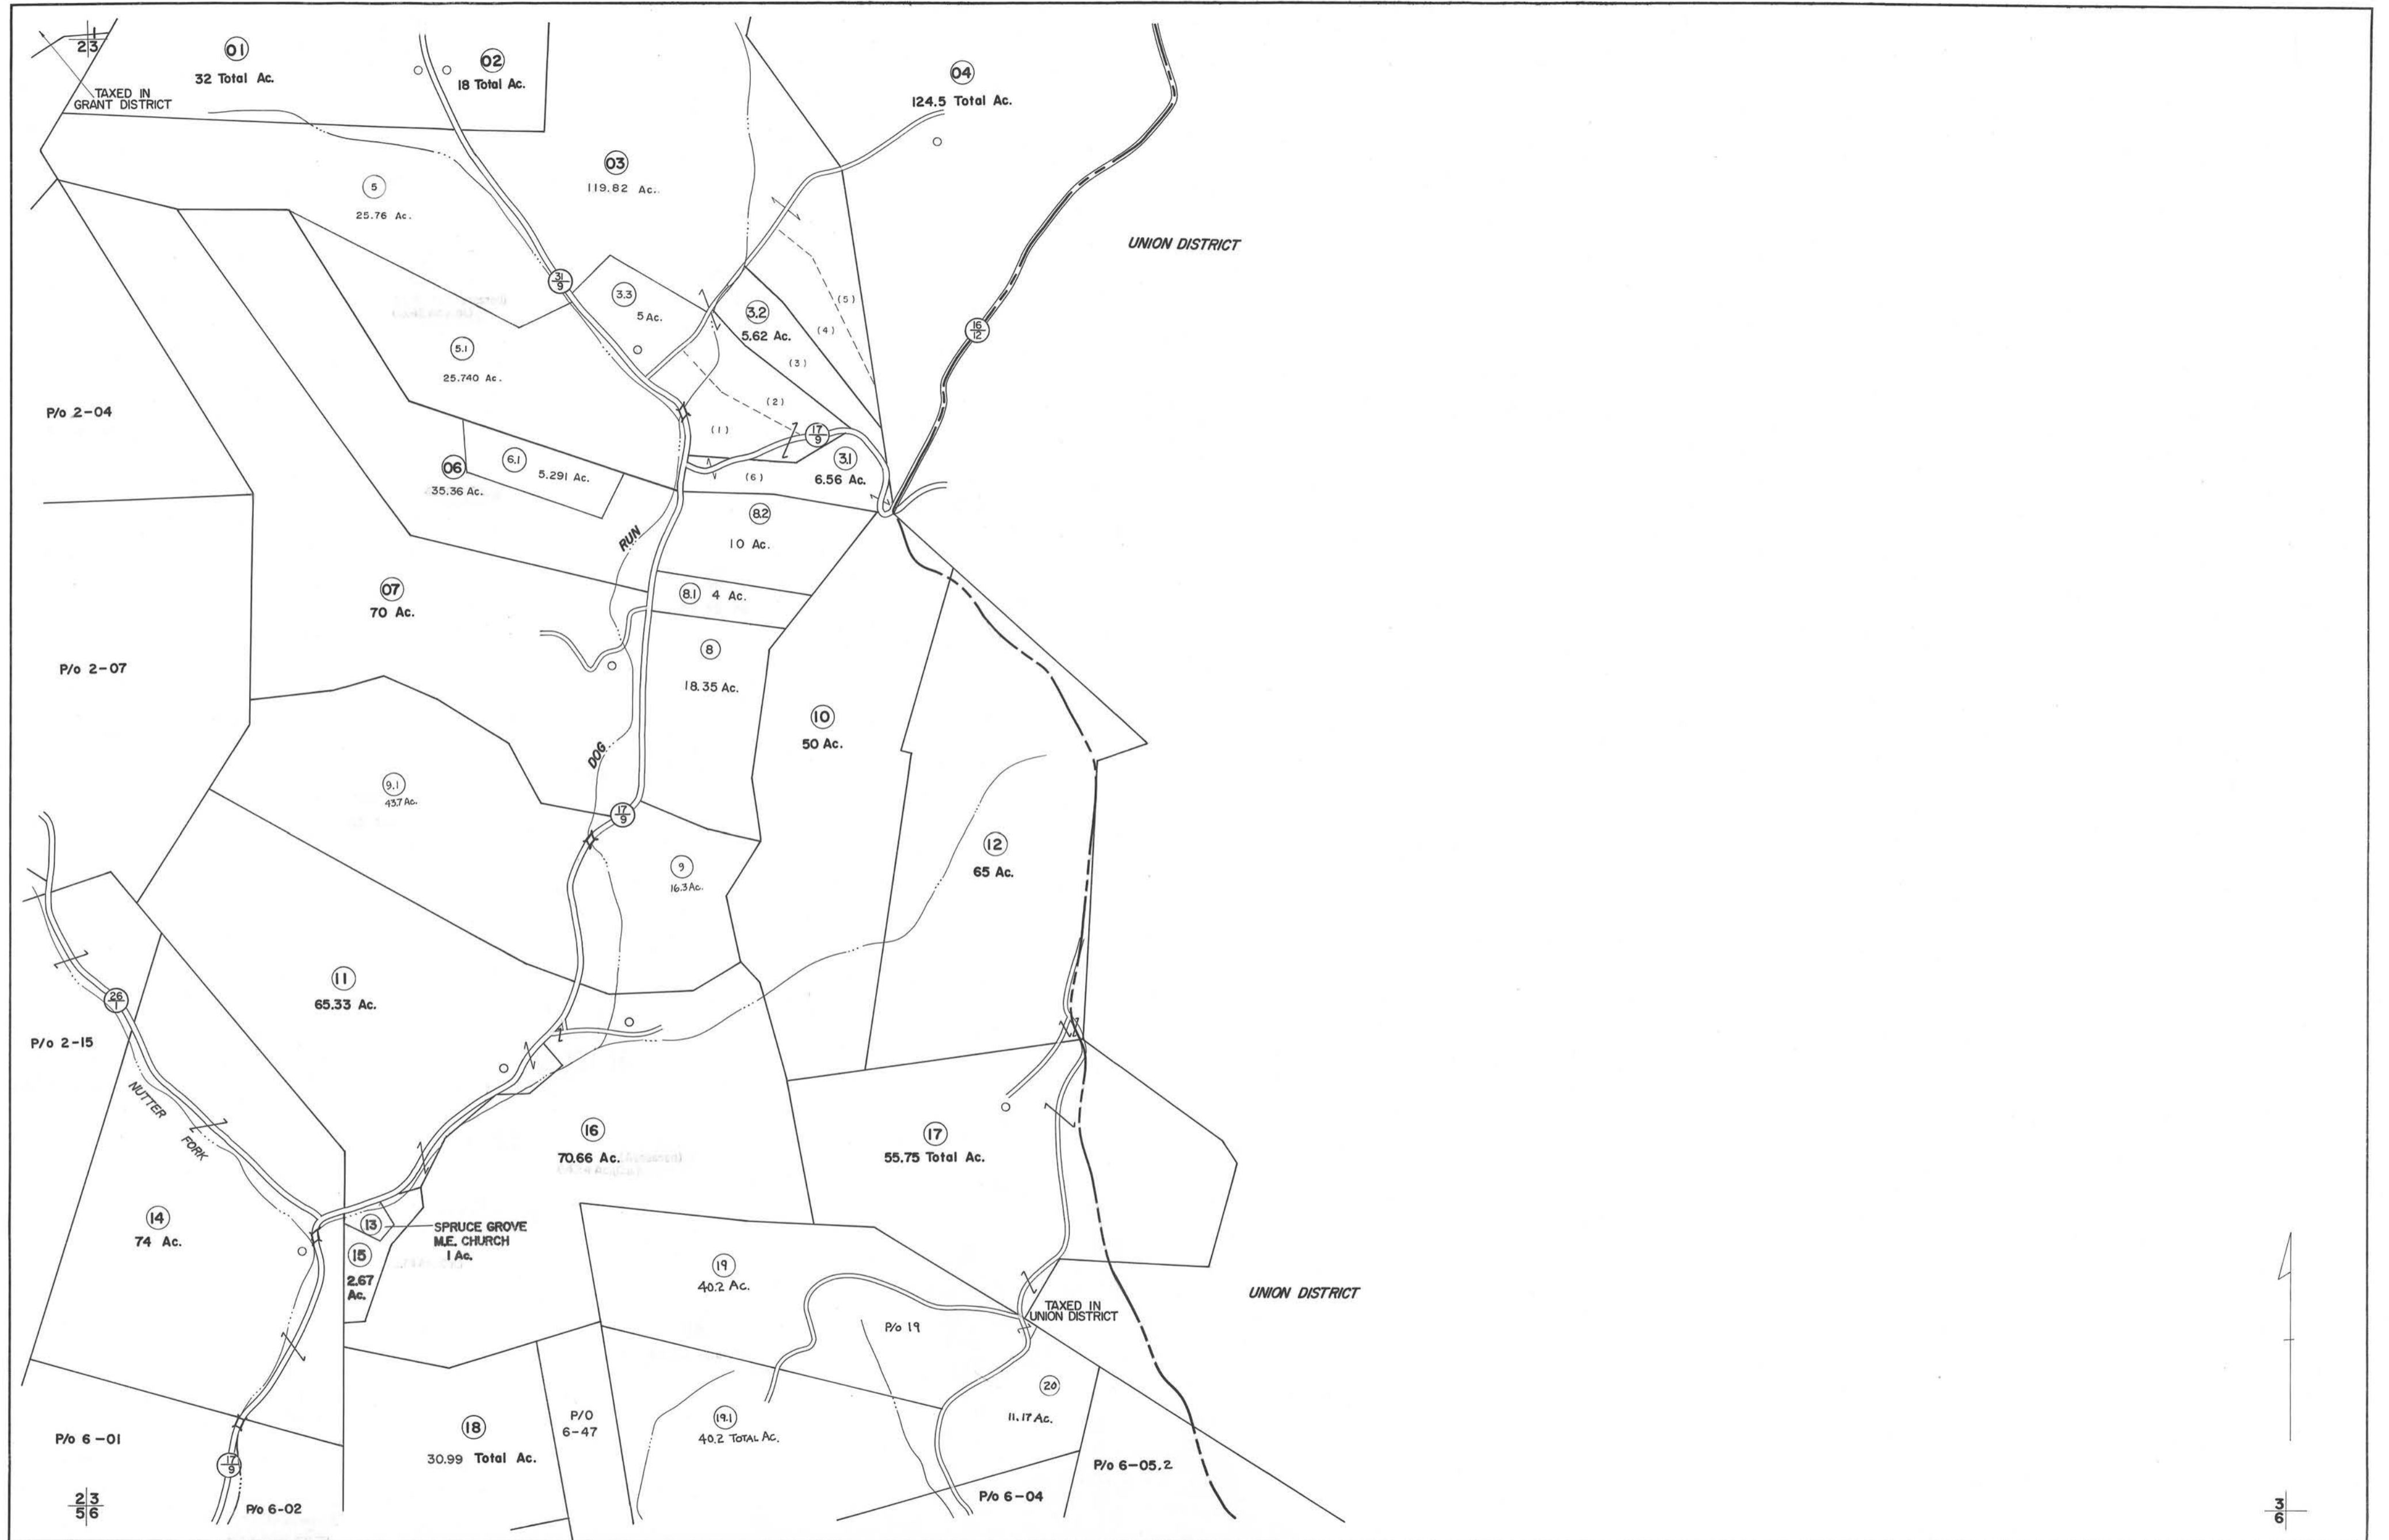 1
2 3
TAXED IN
GRANT DISTRICT
01
32 Total Ac.
02
18 Total Ac.
04
124.5 Total Ac.
03
119.82 Ac.
5
25.76 Ac.
UNION DISTRICT
31
9
3.3
5 Ac.
3.2
5.62 Ac.
(5)
(4)
(3)
(2)
(1)
(6)
16
12
5.1
25.740 Ac.
P/o 2-04
17
9
3.1
6.56 Ac.
06
35.36 Ac.
6.1
5.291 Ac.
8.2
10 Ac.
RUN
07
70 Ac.
8.1 4 Ac.
P/o 2-07
8
18.35 Ac.
10
50 Ac.
DOG
9.1
43.7 Ac.
17
9
12
65 Ac.
9
16.3 Ac.
11
65.33 Ac.
26
1
P/o 2-15
NUTTER
FORK
16
70.66 Ac.
17
55.75 Total Ac.
14
74 Ac.
13
SPRUCE GROVE
M.E. CHURCH
1 Ac.
15
2.67
Ac.
19
40.2 Ac.
UNION DISTRICT
TAXED IN
UNION DISTRICT
P/o 19
20
11.17 Ac.
P/o 6-01
18
30.99 Total Ac.
P/O
6-47
19.1
40.2 TOTAL AC.
17
9
P/o 6-05.2
P/o 6-04
P/o 6-02
2 3
5 6
3
6